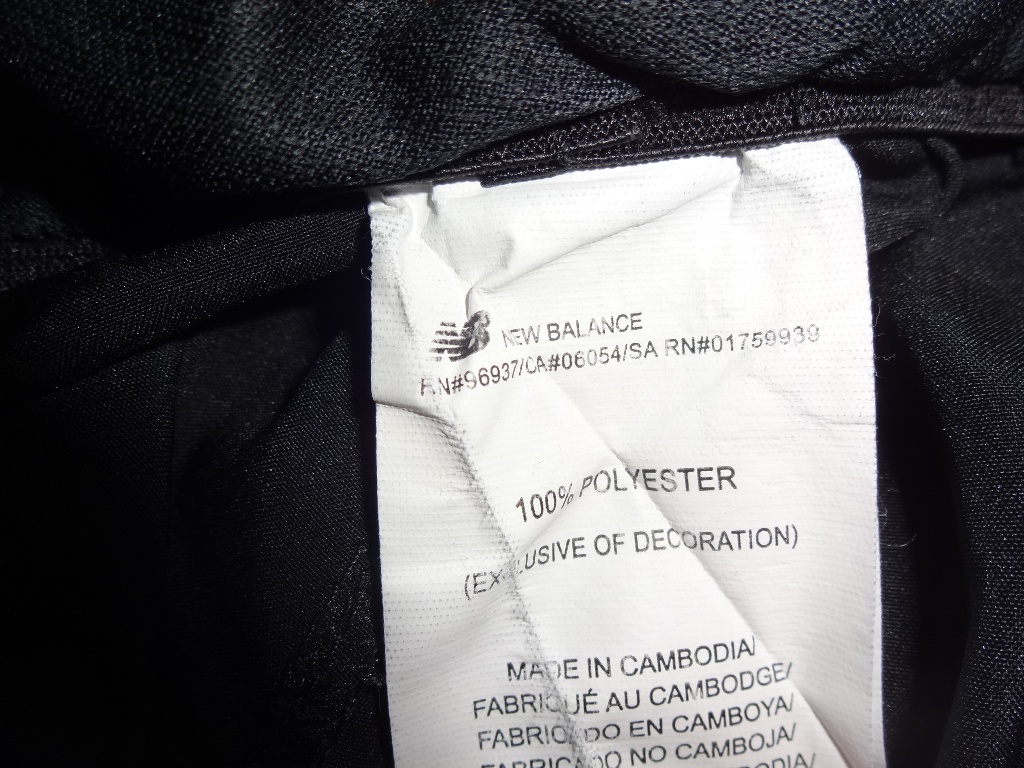 NEW BALANCE
RN#96937/CA#06054/SA RN#01759939
100% POLYESTER
(EXCLUSIVE OF DECORATION)
MADE IN CAMBODIA/
FABRIQUÉ AU CAMBODGE/
FABRICADO EN CAMBOYA/
FABRICADO NO CAMBOJA/